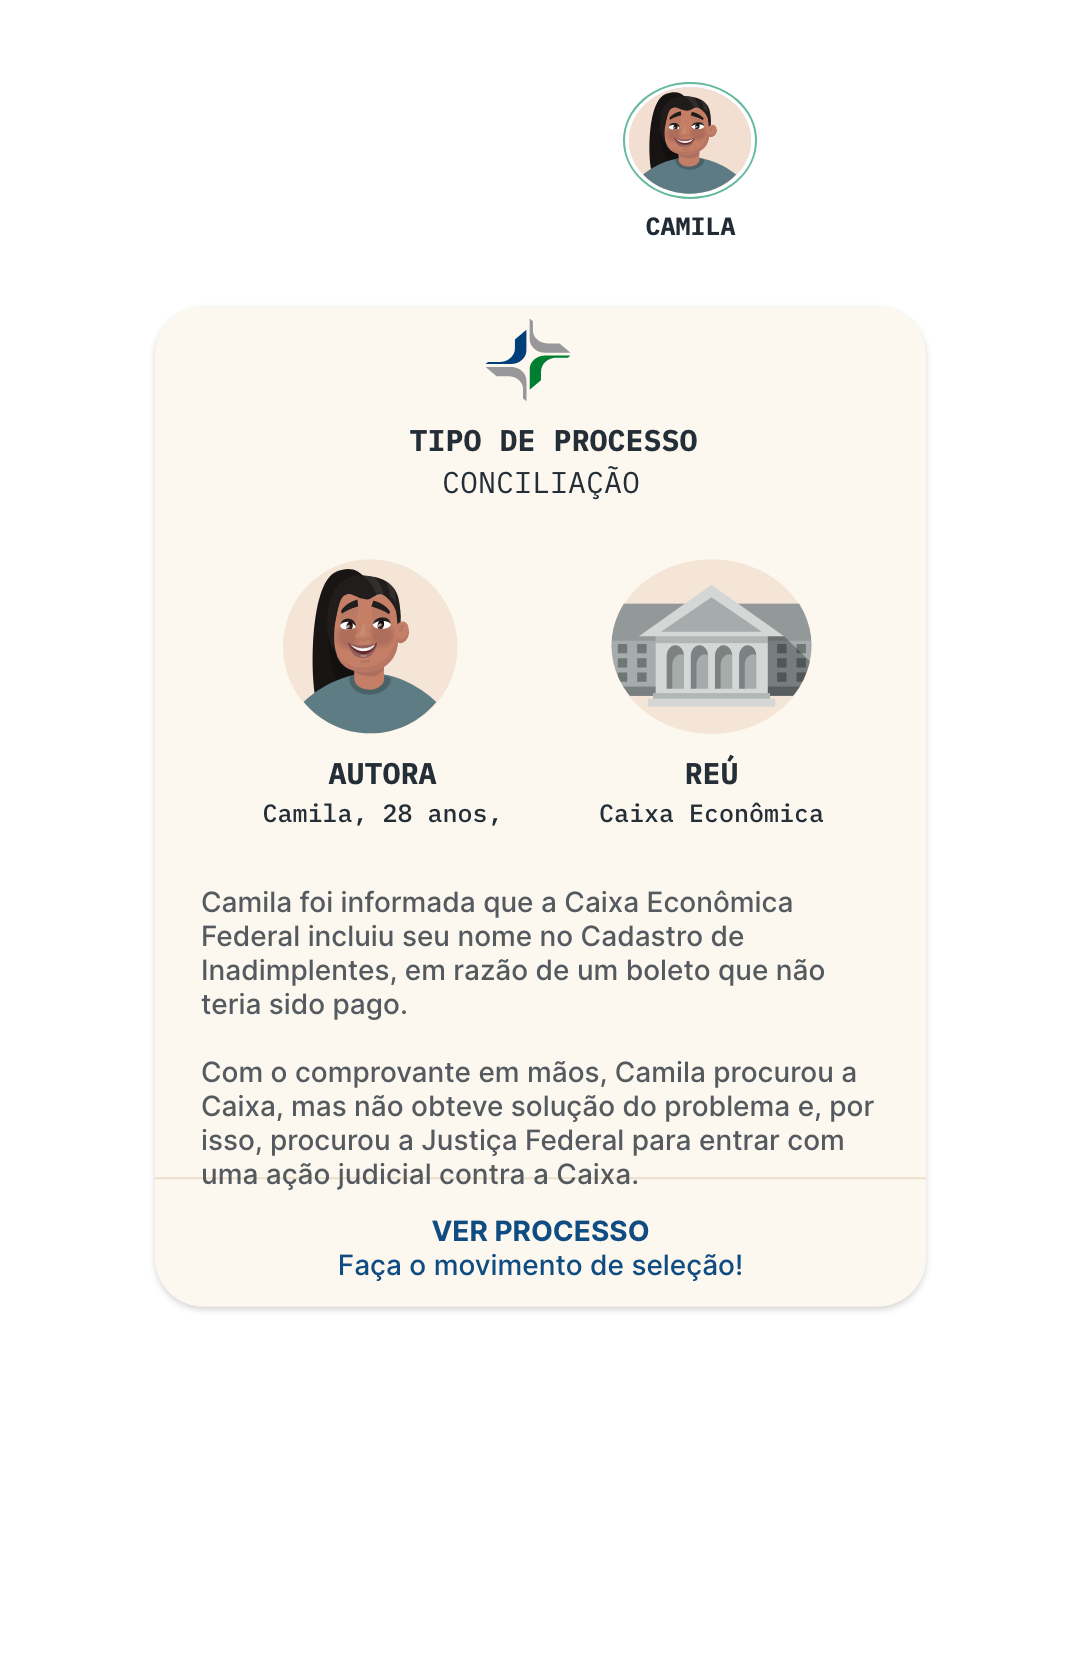 CAMILA
TIPO DE PROCESSO
CONCILIAÇÃO
AUTORA
Camila, 28 anos,
REÚ
Caixa Econômica
Camila foi informada que a Caixa Econômica
Federal incluiu seu nome no Cadastro de
Inadimplentes, em razão de um boleto que não
teria sido pago.
Com o comprovante em mãos, Camila procurou a
Caixa, mas não obteve solução do problema e, por
isso, procurou a Justiça Federal para entrar com
uma ação judicial contra a Caixa.
VER PROCESSO
Faça o movimento de seleção!